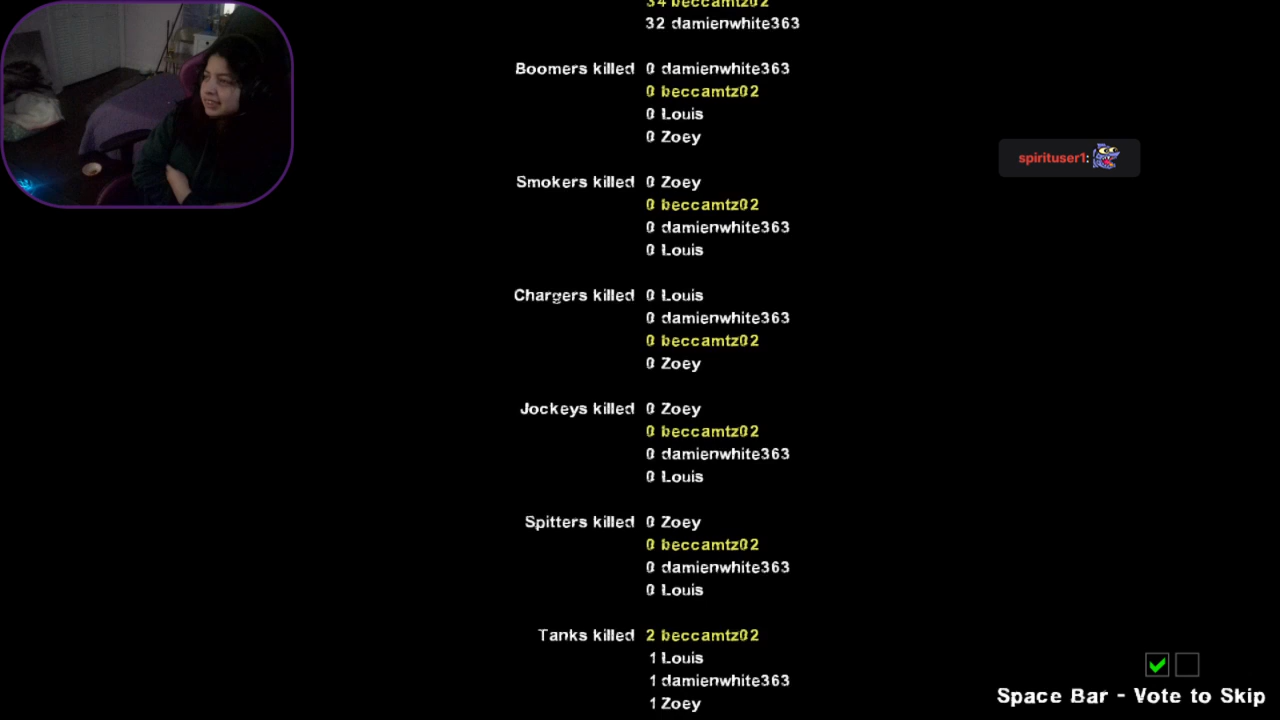 34 beccamtz02
32 damienwhite363
Boomers killed 0 damienwhite363
0 beccamtz02
0 Louis
0 Zoey
spirituser1:
Smokers killed 0 Zoey
0 beccamtz02
0 damienwhite363
0 Louis
Chargers killed 0 Louis
0 damienwhite363
0 beccamtz02
0 Zoey
Jockeys killed 0 Zoey
0 beccamtz02
0 damienwhite363
0 Louis
Spitters killed 0 Zoey
0 beccamtz02
0 damienwhite363
0 Louis
Tanks killed 2 beccamtz02
1 Louis
1 damienwhite363
1 Zoey
Space Bar - Vote to Skip